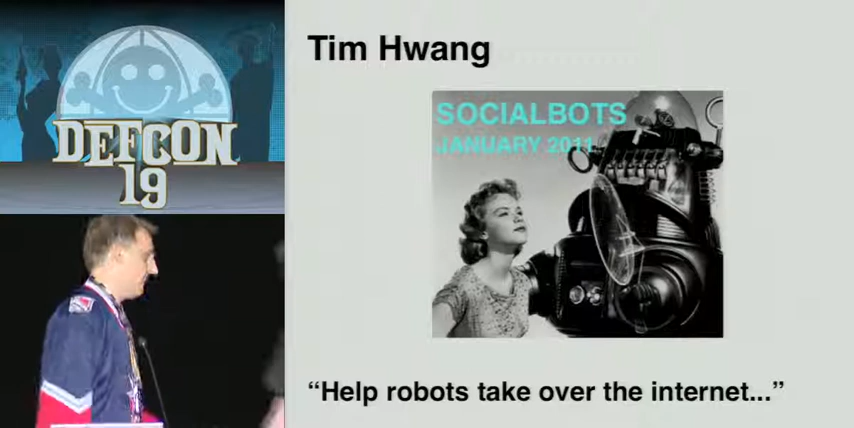 DEFCON
19
Tim Hwang
SOCIALBOTS
JANUARY 2011
“Help robots take over the internet...”